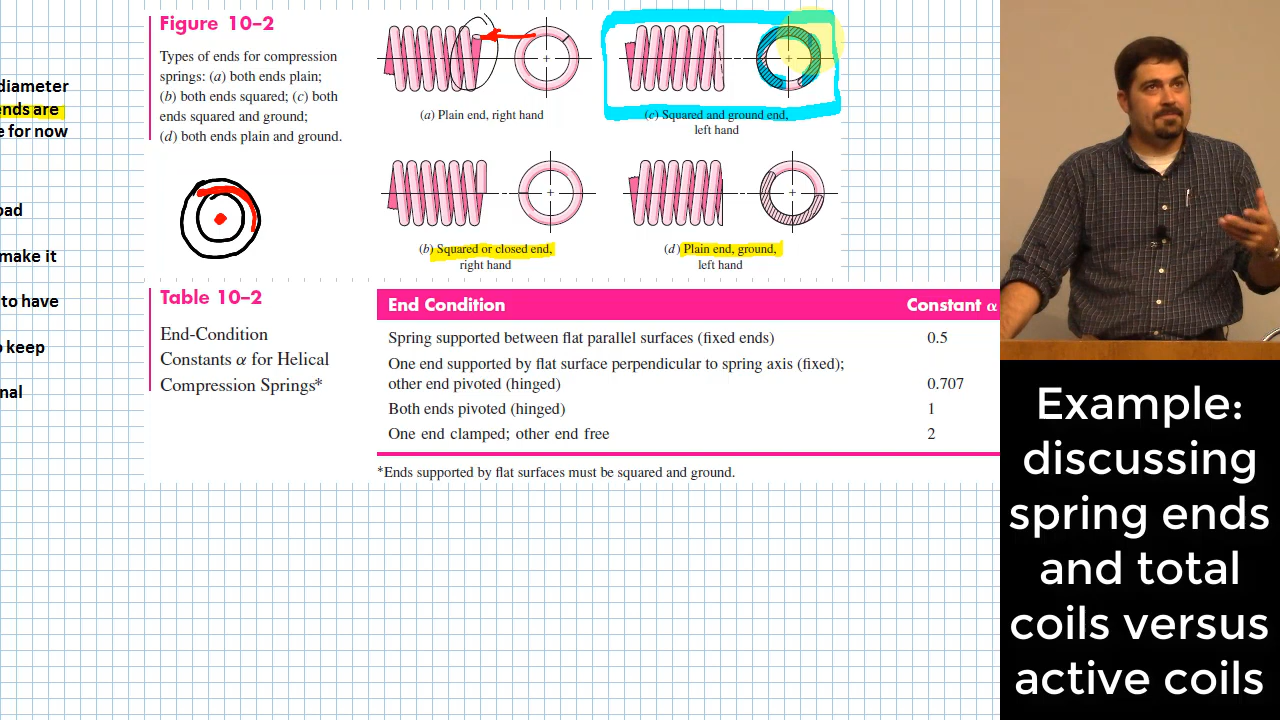 diameter
ends are
e for now
oad
make it
to have
o keep
nal
Figure 10–2
Types of ends for compression
springs: (a) both ends plain;
(b) both ends squared; (c) both
ends squared and ground;
(d) both ends plain and ground.
(a) Plain end, right hand
(c) Squared and ground end,
left hand
(b) Squared or closed end,
right hand
(d) Plain end, ground,
left hand
Table 10–2
End-Condition
Constants α for Helical
Compression Springs*
End Condition Constant α
Spring supported between flat parallel surfaces (fixed ends) 0.5
One end supported by flat surface perpendicular to spring axis (fixed);
other end pivoted (hinged) 0.707
Both ends pivoted (hinged) 1
One end clamped; other end free 2
*Ends supported by flat surfaces must be squared and ground.
Example:
discussing
spring ends
and total
coils versus
active coils